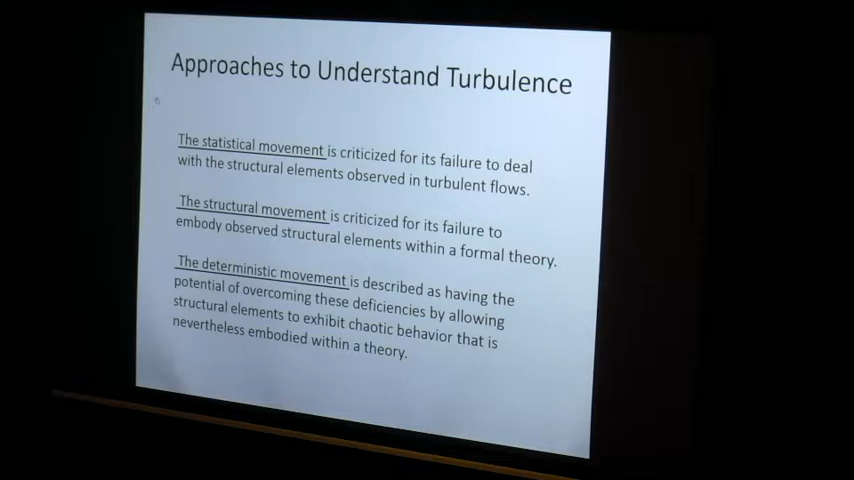 Approaches to Understand Turbulence
The statistical movement is criticized for its failure to deal
with the structural elements observed in turbulent flows.
The structural movement is criticized for its failure to
embody observed structural elements within a formal theory.
The deterministic movement is described as having the
potential of overcoming these deficiencies by allowing
structural elements to exhibit chaotic behavior that is
nevertheless embodied within a theory.